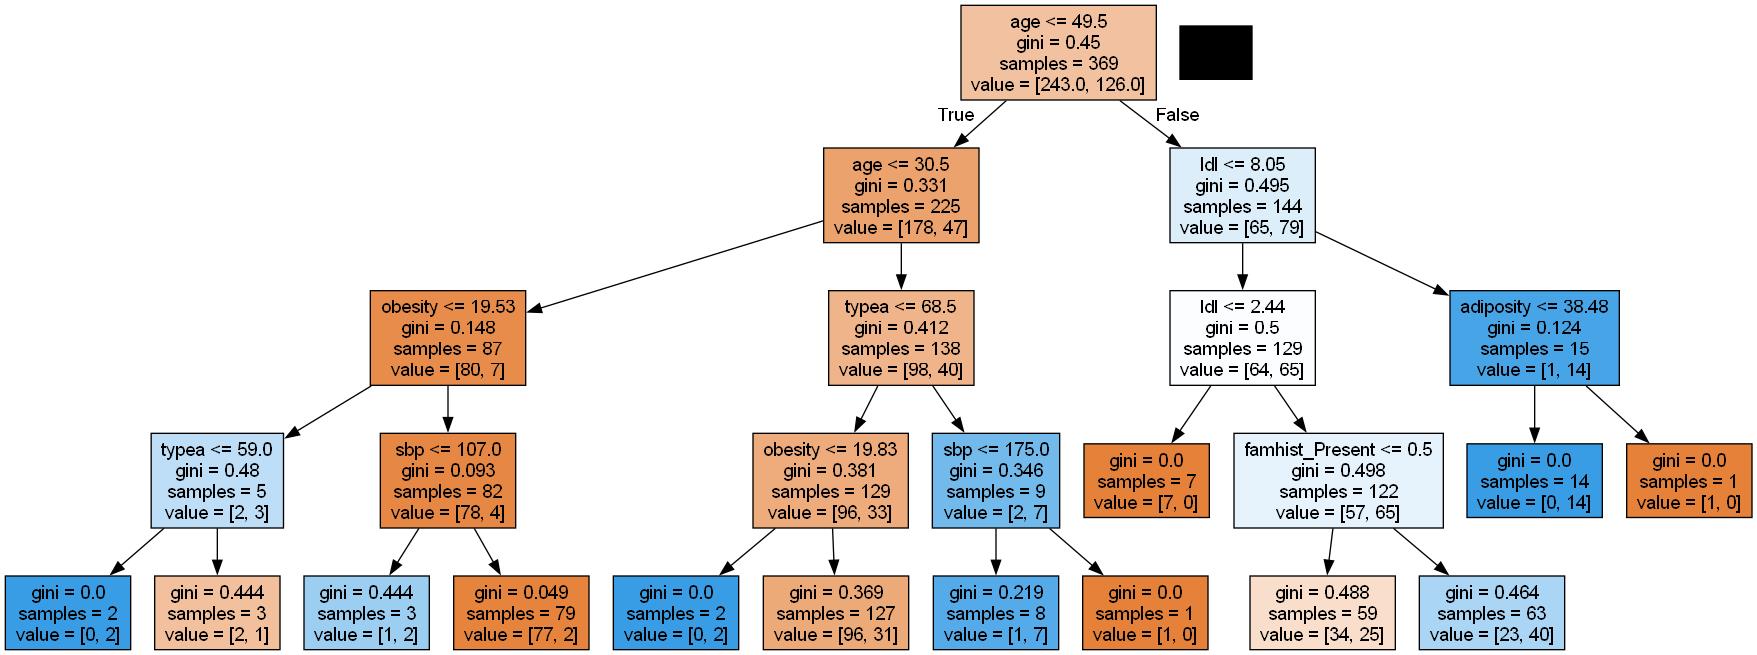 age <= 49.5
gini = 0.45
samples = 369
value = [243.0, 126.0]
True
False
age <= 30.5
gini = 0.331
samples = 225
value = [178, 47]
ldl <= 8.05
gini = 0.495
samples = 144
value = [65, 79]
obesity <= 19.53
gini = 0.148
samples = 87
value = [80, 7]
typea <= 68.5
gini = 0.412
samples = 138
value = [98, 40]
ldl <= 2.44
gini = 0.5
samples = 129
value = [64, 65]
adiposity <= 38.48
gini = 0.124
samples = 15
value = [1, 14]
typea <= 59.0
gini = 0.48
samples = 5
value = [2, 3]
sbp <= 107.0
gini = 0.093
samples = 82
value = [78, 4]
obesity <= 19.83
gini = 0.381
samples = 129
value = [96, 33]
sbp <= 175.0
gini = 0.346
samples = 9
value = [2, 7]
gini = 0.0
samples = 7
value = [7, 0]
famhist_Present <= 0.5
gini = 0.498
samples = 122
value = [57, 65]
gini = 0.0
samples = 14
value = [0, 14]
gini = 0.0
samples = 1
value = [1, 0]
gini = 0.0
samples = 2
value = [0, 2]
gini = 0.444
samples = 3
value = [2, 1]
gini = 0.444
samples = 3
value = [1, 2]
gini = 0.049
samples = 79
value = [77, 2]
gini = 0.0
samples = 2
value = [0, 2]
gini = 0.369
samples = 127
value = [96, 31]
gini = 0.219
samples = 8
value = [1, 7]
gini = 0.0
samples = 1
value = [1, 0]
gini = 0.488
samples = 59
value = [34, 25]
gini = 0.464
samples = 63
value = [23, 40]